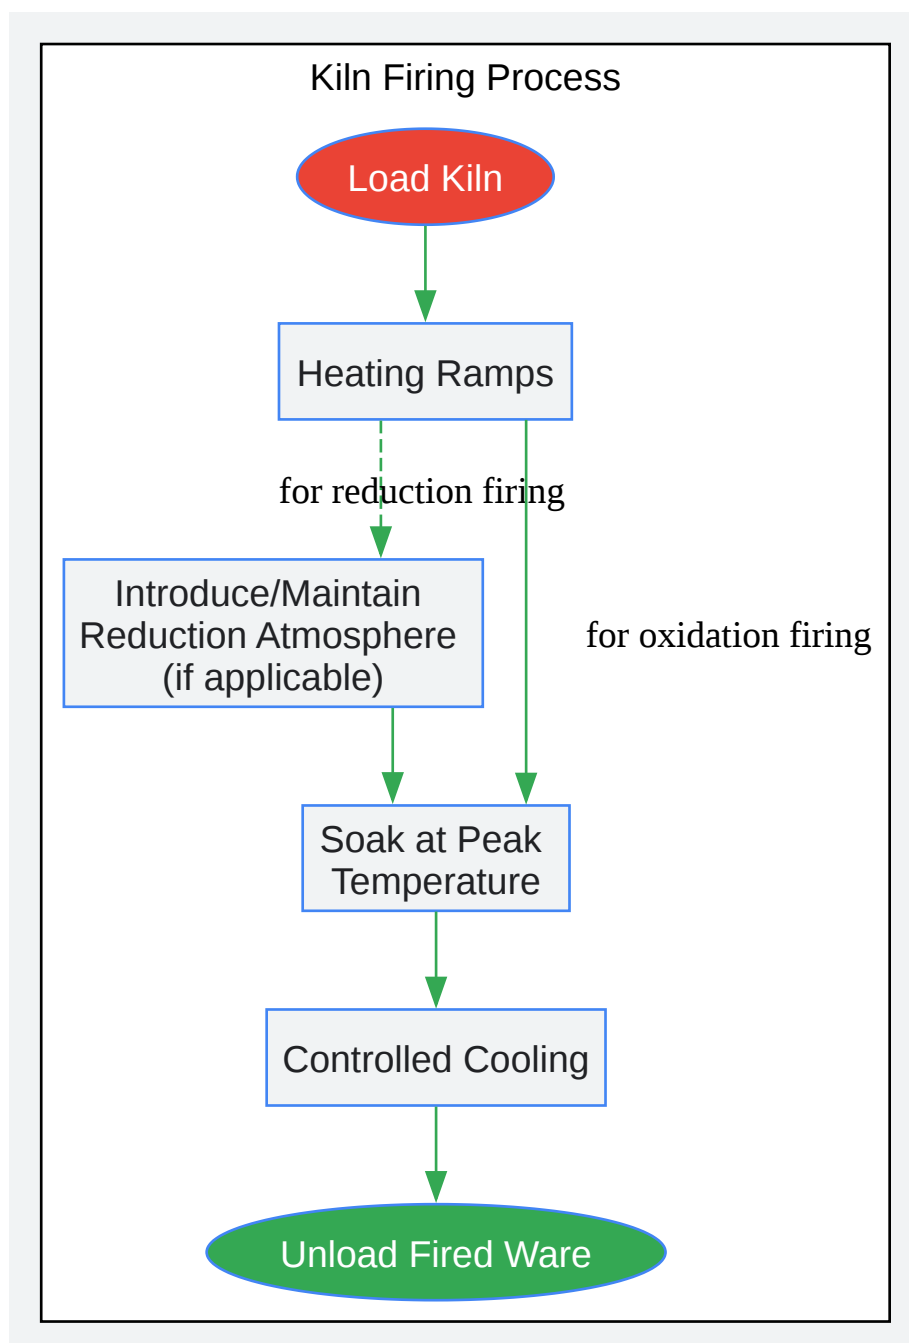 Kiln Firing Process
Load Kiln
Heating Ramps
for reduction firing
Introduce/Maintain
Reduction Atmosphere
(if applicable)
for oxidation firing
Soak at Peak
Temperature
Controlled Cooling
Unload Fired Ware